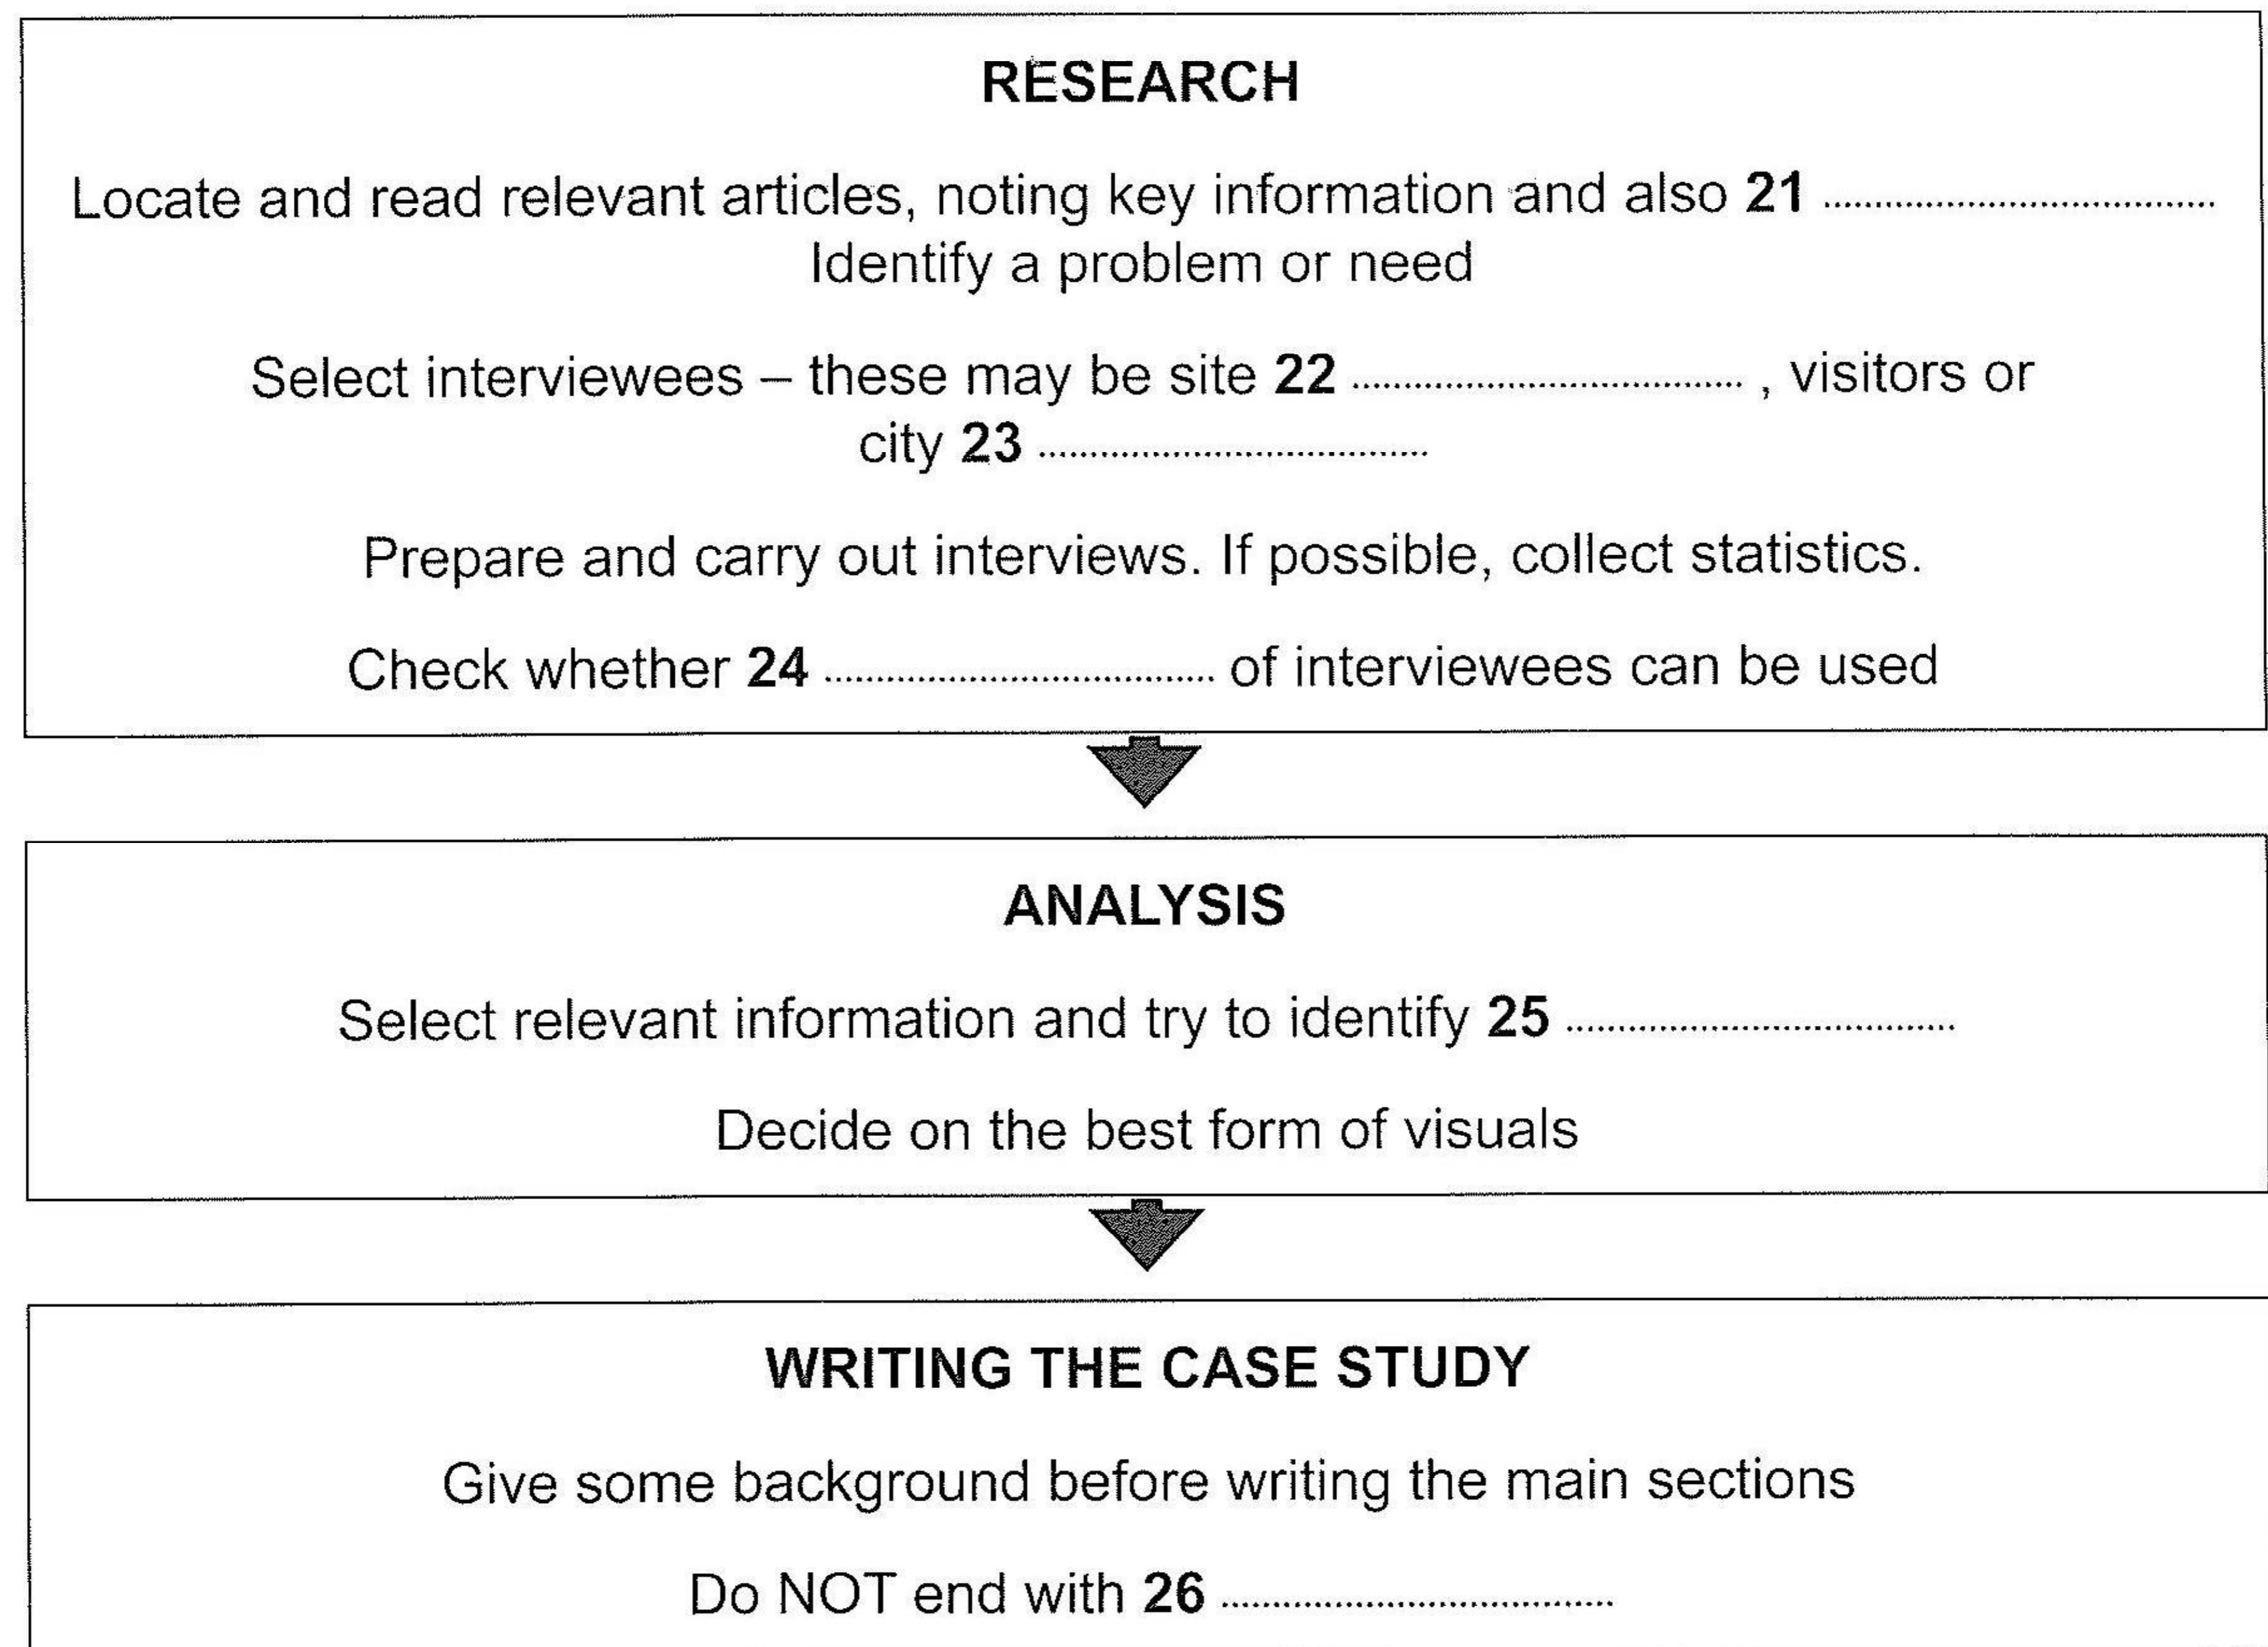 RESEARCH
Locate and read relevant articles, noting key information and also 21 ......................................
Identify a problem or need
Select interviewees – these may be site 22 ...................................... , visitors or
city 23 ......................................
Prepare and carry out interviews. If possible, collect statistics.
Check whether 24 ...................................... of interviewees can be used
ANALYSIS
Select relevant information and try to identify 25 ......................................
Decide on the best form of visuals
WRITING THE CASE STUDY
Give some background before writing the main sections
Do NOT end with 26 ......................................